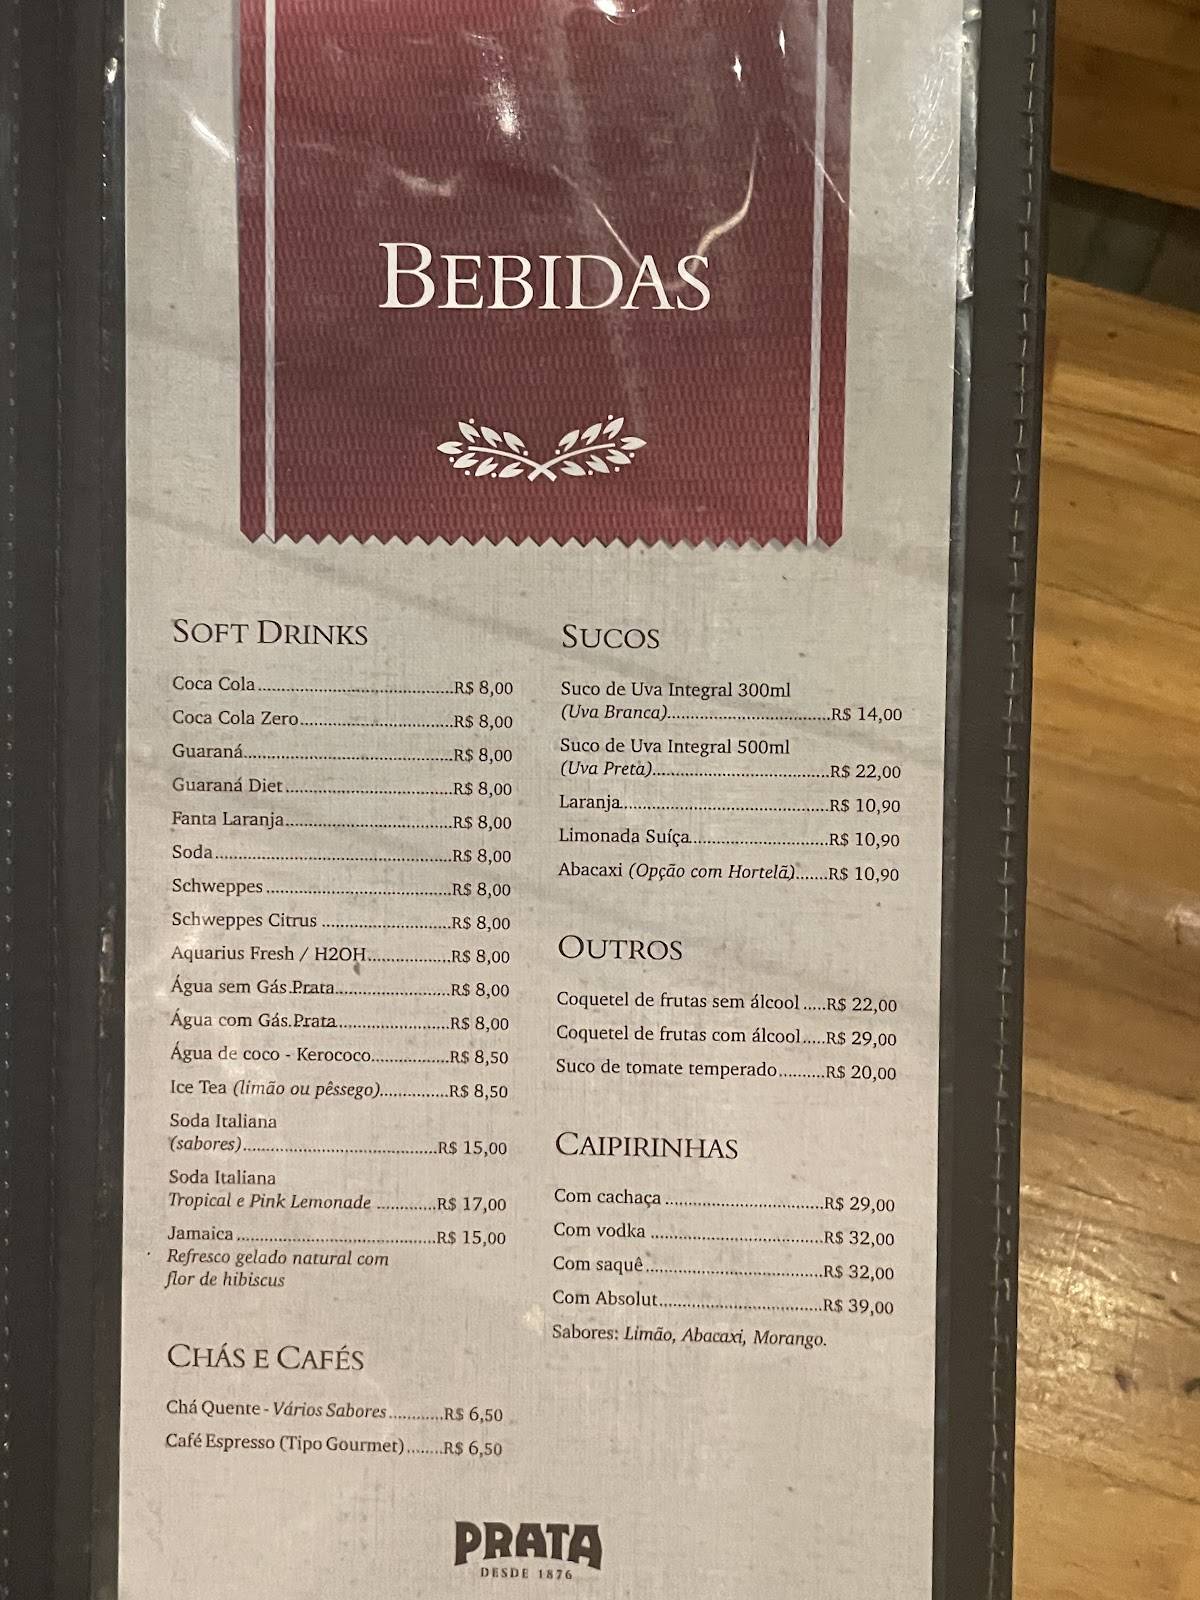 BEBIDAS
SOFT DRINKS
Coca Cola..........................................R$ 8,00
Coca Cola Zero.................................R$ 8,00
Guaraná.............................................R$ 8,00
Guaraná Diet....................................R$ 8,00
Fanta Laranja....................................R$ 8,00
Soda...................................................R$ 8,00
Schweppes........................................R$ 8,00
Schweppes Citrus ............................R$ 8,00
Aquarius Fresh / H2OH..................R$ 8,00
Água sem Gás.Prata.........................R$ 8,00
Água com Gás.Prata........................R$ 8,00
Água de coco - Kerococo.................R$ 8,50
Ice Tea (limão ou pêssego)...............R$ 8,50
Soda Italiana
(sabores)..........................................R$ 15,00
Soda Italiana
Tropical e Pink Lemonade .............R$ 17,00
Jamaica...........................................R$ 15,00
Refresco gelado natural com
flor de hibiscus
CHÁS E CAFÉS
Chá Quente - Vários Sabores............R$ 6,50
Café Espresso (Tipo Gourmet)........R$ 6,50
SUCOS
Suco de Uva Integral 300ml
(Uva Branca)...................................R$ 14,00
Suco de Uva Integral 500ml
(Uva Preta)......................................R$ 22,00
Laranja.............................................R$ 10,90
Limonada Suíça..............................R$ 10,90
Abacaxi (Opção com Hortelã).......R$ 10,90
OUTROS
Coquetel de frutas sem álcool .....R$ 22,00
Coquetel de frutas com álcool.....R$ 29,00
Suco de tomate temperado..........R$ 20,00
CAIPIRINHAS
Com cachaça ..................................R$ 29,00
Com vodka .....................................R$ 32,00
Com saquê......................................R$ 32,00
Com Absolut...................................R$ 39,00
Sabores: Limão, Abacaxi, Morango.
PRATA
DESDE 1876